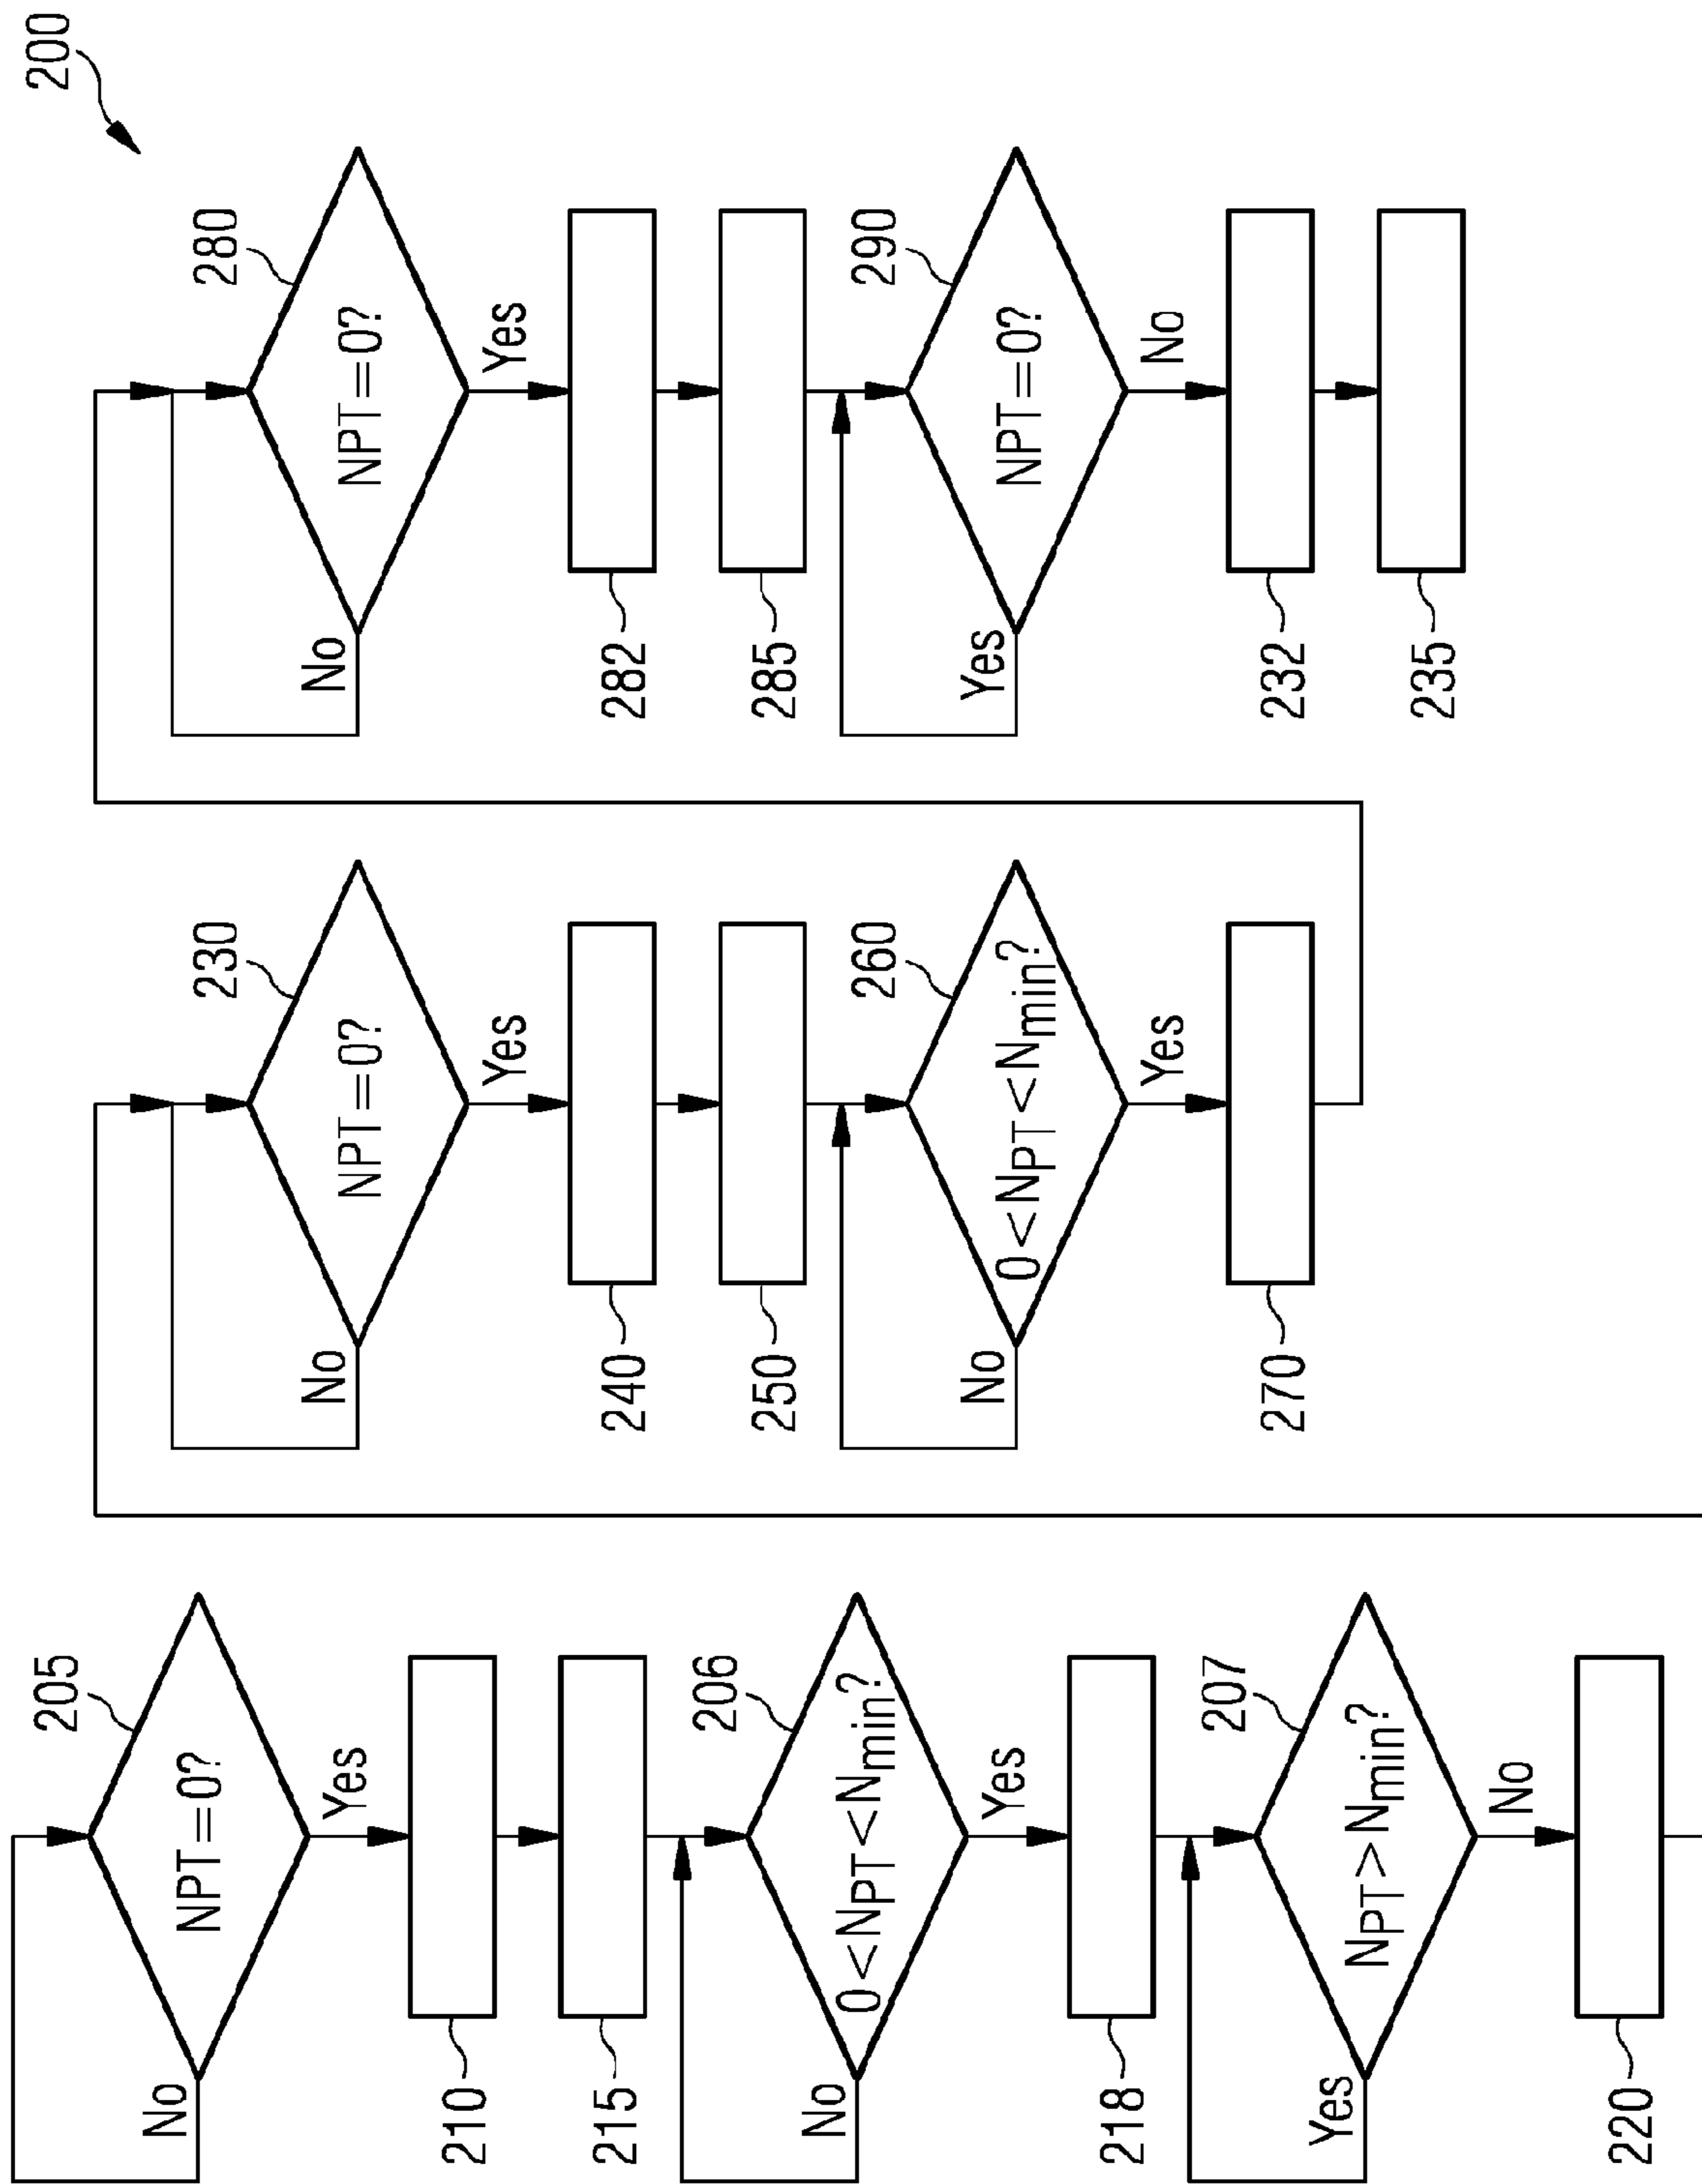 200
205
NPT=0?
No
Yes
210
215
206
0<NPT<Nmin?
No
Yes
218
207
NPT>Nmin?
Yes
No
220
230
NPT=0?
No
Yes
240
250
260
0<NPT<Nmin?
No
Yes
270
280
NPT=0?
No
Yes
282
285
290
NPT=0?
Yes
No
232
235